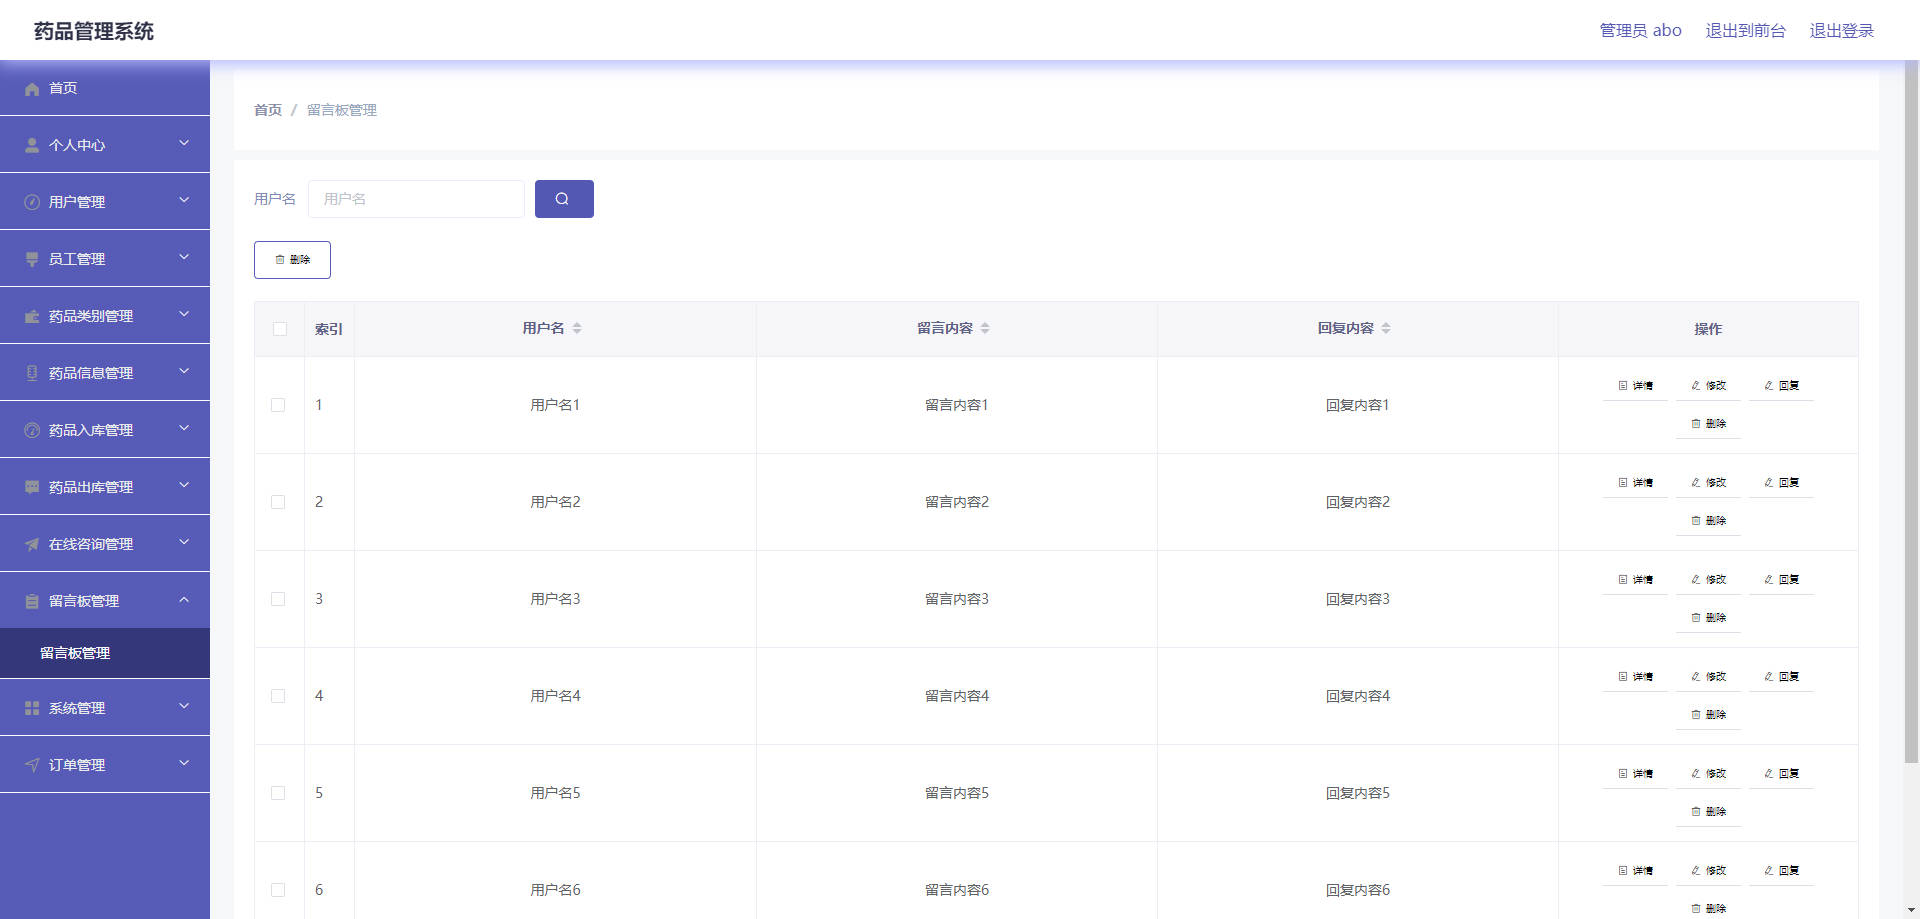 药品管理系统
管理员 abo 退出到前台 退出登录
首页
个人中心
用户管理
员工管理
药品类别管理
药品信息管理
药品入库管理
药品出库管理
在线咨询管理
留言板管理
留言板管理
系统管理
订单管理
首页 / 留言板管理
用户名 用户名
删除
索引 用户名 留言内容 回复内容 操作
1 用户名1 留言内容1 回复内容1 详情 修改 回复
删除
2 用户名2 留言内容2 回复内容2 详情 修改 回复
删除
3 用户名3 留言内容3 回复内容3 详情 修改 回复
删除
4 用户名4 留言内容4 回复内容4 详情 修改 回复
删除
5 用户名5 留言内容5 回复内容5 详情 修改 回复
删除
6 用户名6 留言内容6 回复内容6 详情 修改 回复
删除